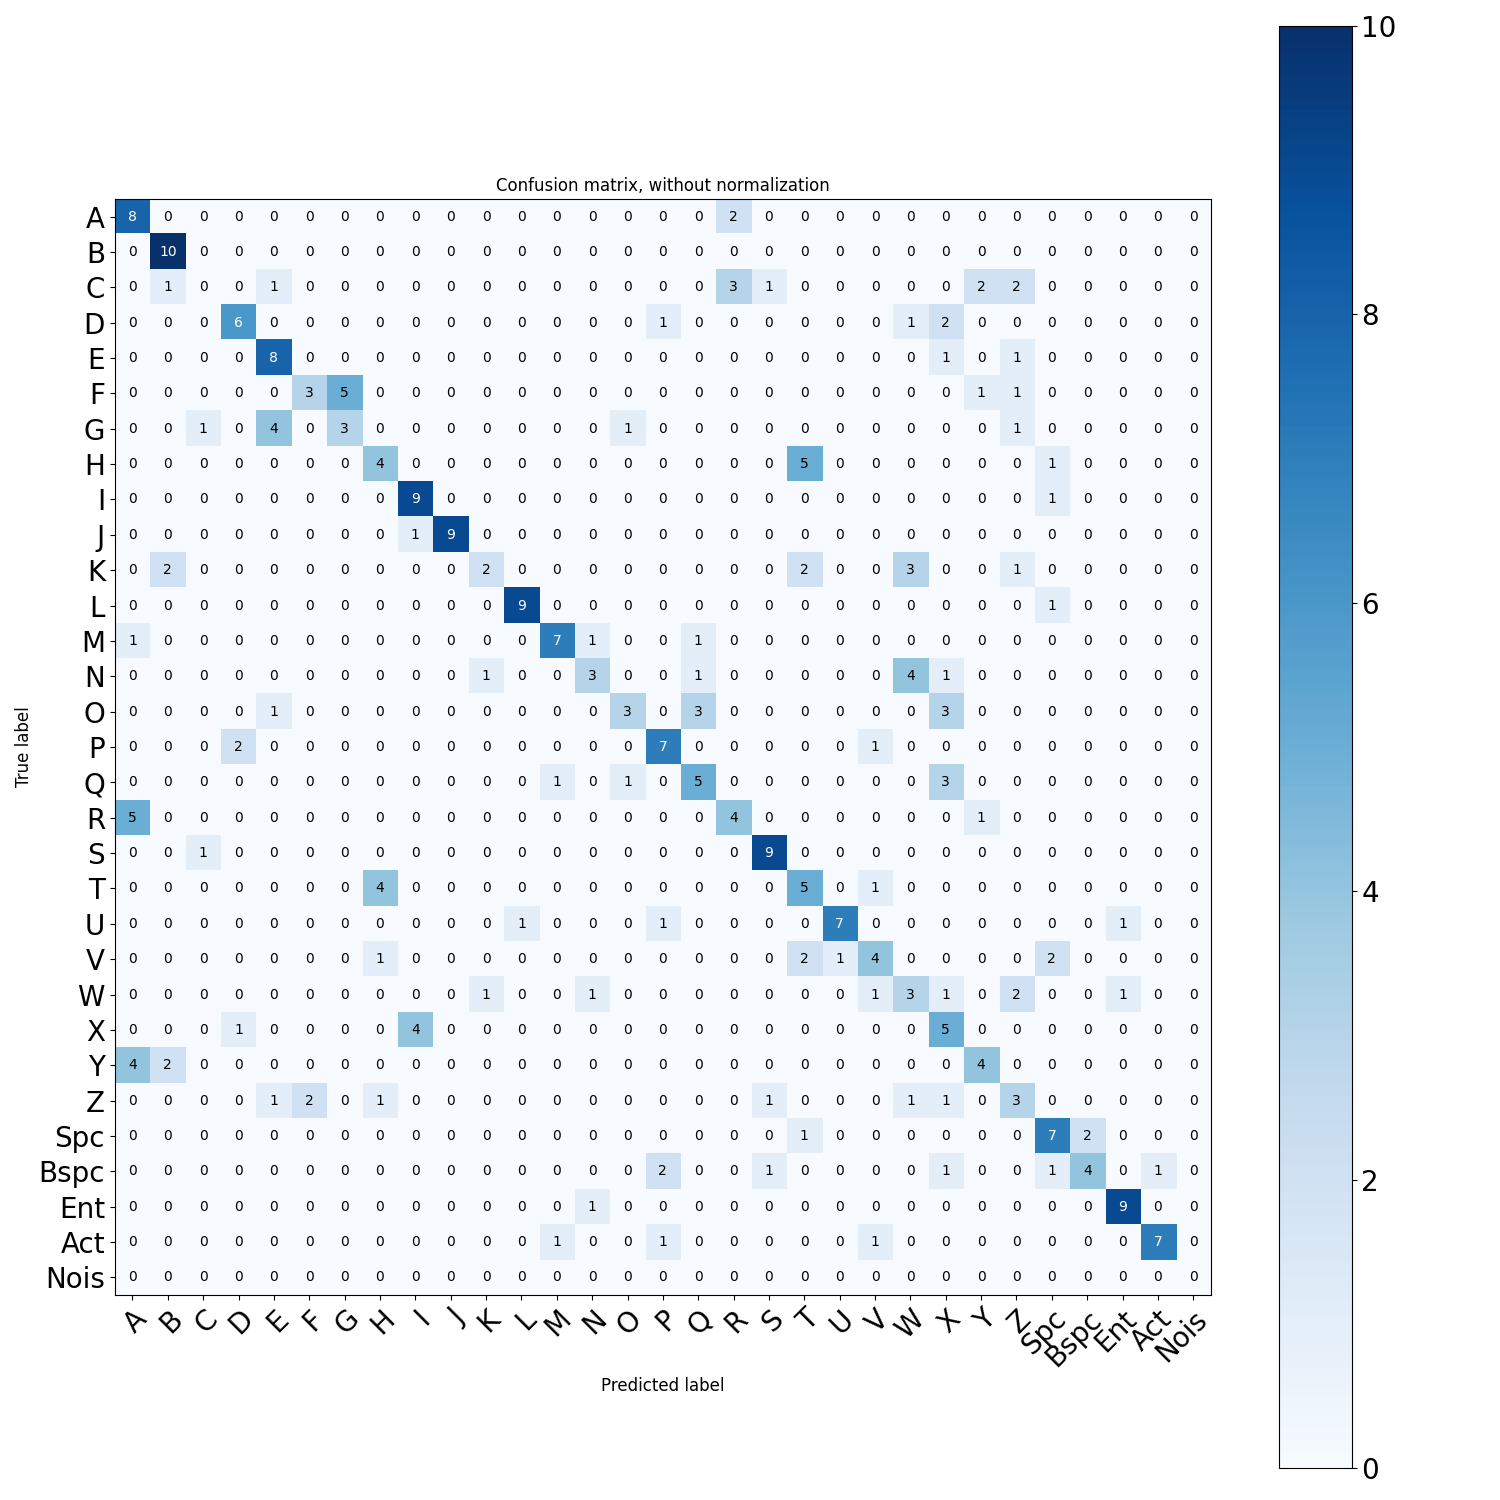 Confusion matrix, without normalization
A 8 0 0 0 0 0 0 0 0 0 0 0 0 0 0 0 0 2 0 0 0 0 0 0 0 0 0 0 0 0 0
B 0 10 0 0 0 0 0 0 0 0 0 0 0 0 0 0 0 0 0 0 0 0 0 0 0 0 0 0 0 0 0
C 0 1 0 0 1 0 0 0 0 0 0 0 0 0 0 0 0 3 1 0 0 0 0 0 2 2 0 0 0 0 0
D 0 0 0 6 0 0 0 0 0 0 0 0 0 0 0 1 0 0 0 0 0 0 1 2 0 0 0 0 0 0 0
E 0 0 0 0 8 0 0 0 0 0 0 0 0 0 0 0 0 0 0 0 0 0 0 1 0 1 0 0 0 0 0
F 0 0 0 0 0 3 5 0 0 0 0 0 0 0 0 0 0 0 0 0 0 0 0 0 1 1 0 0 0 0 0
G 0 0 1 0 4 0 3 0 0 0 0 0 0 0 1 0 0 0 0 0 0 0 0 0 0 1 0 0 0 0 0
H 0 0 0 0 0 0 0 4 0 0 0 0 0 0 0 0 0 0 0 5 0 0 0 0 0 0 1 0 0 0 0
I 0 0 0 0 0 0 0 0 9 0 0 0 0 0 0 0 0 0 0 0 0 0 0 0 0 0 1 0 0 0 0
J 0 0 0 0 0 0 0 0 1 9 0 0 0 0 0 0 0 0 0 0 0 0 0 0 0 0 0 0 0 0 0
K 0 2 0 0 0 0 0 0 0 0 2 0 0 0 0 0 0 0 0 2 0 0 3 0 0 1 0 0 0 0 0
L 0 0 0 0 0 0 0 0 0 0 0 9 0 0 0 0 0 0 0 0 0 0 0 0 0 0 1 0 0 0 0
M 1 0 0 0 0 0 0 0 0 0 0 0 7 1 0 0 1 0 0 0 0 0 0 0 0 0 0 0 0 0 0
N 0 0 0 0 0 0 0 0 0 0 1 0 0 3 0 0 1 0 0 0 0 0 4 1 0 0 0 0 0 0 0
O 0 0 0 0 1 0 0 0 0 0 0 0 0 0 3 0 3 0 0 0 0 0 0 3 0 0 0 0 0 0 0
P 0 0 0 2 0 0 0 0 0 0 0 0 0 0 0 7 0 0 0 0 0 1 0 0 0 0 0 0 0 0 0
Q 0 0 0 0 0 0 0 0 0 0 0 0 1 0 1 0 5 0 0 0 0 0 0 3 0 0 0 0 0 0 0
R 5 0 0 0 0 0 0 0 0 0 0 0 0 0 0 0 0 4 0 0 0 0 0 0 1 0 0 0 0 0 0
S 0 0 1 0 0 0 0 0 0 0 0 0 0 0 0 0 0 0 9 0 0 0 0 0 0 0 0 0 0 0 0
T 0 0 0 0 0 0 0 4 0 0 0 0 0 0 0 0 0 0 0 5 0 1 0 0 0 0 0 0 0 0 0
U 0 0 0 0 0 0 0 0 0 0 0 1 0 0 0 1 0 0 0 0 7 0 0 0 0 0 0 0 1 0 0
V 0 0 0 0 0 0 0 1 0 0 0 0 0 0 0 0 0 0 0 2 1 4 0 0 0 0 2 0 0 0 0
W 0 0 0 0 0 0 0 0 0 0 1 0 0 1 0 0 0 0 0 0 0 1 3 1 0 2 0 0 1 0 0
X 0 0 0 1 0 0 0 0 4 0 0 0 0 0 0 0 0 0 0 0 0 0 0 5 0 0 0 0 0 0 0
Y 4 2 0 0 0 0 0 0 0 0 0 0 0 0 0 0 0 0 0 0 0 0 0 0 4 0 0 0 0 0 0
Z 0 0 0 0 1 2 0 1 0 0 0 0 0 0 0 0 0 0 1 0 0 0 1 1 0 3 0 0 0 0 0
Spc 0 0 0 0 0 0 0 0 0 0 0 0 0 0 0 0 0 0 0 1 0 0 0 0 0 0 7 2 0 0 0
Bspc 0 0 0 0 0 0 0 0 0 0 0 0 0 0 0 2 0 0 1 0 0 0 0 1 0 0 1 4 0 1 0
Ent 0 0 0 0 0 0 0 0 0 0 0 0 0 1 0 0 0 0 0 0 0 0 0 0 0 0 0 0 9 0 0
Act 0 0 0 0 0 0 0 0 0 0 0 0 1 0 0 1 0 0 0 0 0 1 0 0 0 0 0 0 0 7 0
Nois 0 0 0 0 0 0 0 0 0 0 0 0 0 0 0 0 0 0 0 0 0 0 0 0 0 0 0 0 0 0 0
A B C D E F G H I J K L M N O P Q R S T U V W X Y Z Spc Bspc Ent Act Nois
Predicted label
True label
10
8
6
4
2
0